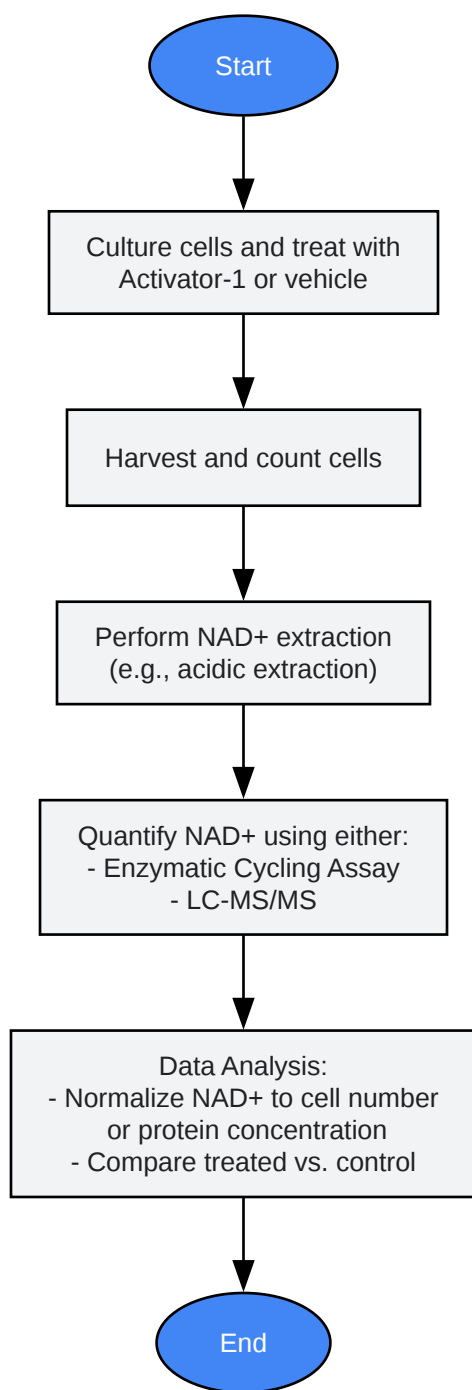 Start
Culture cells and treat with
Activator-1 or vehicle
Harvest and count cells
Perform NAD+ extraction
(e.g., acidic extraction)
Quantify NAD+ using either:
- Enzymatic Cycling Assay
- LC-MS/MS
Data Analysis:
- Normalize NAD+ to cell number
or protein concentration
- Compare treated vs. control
End